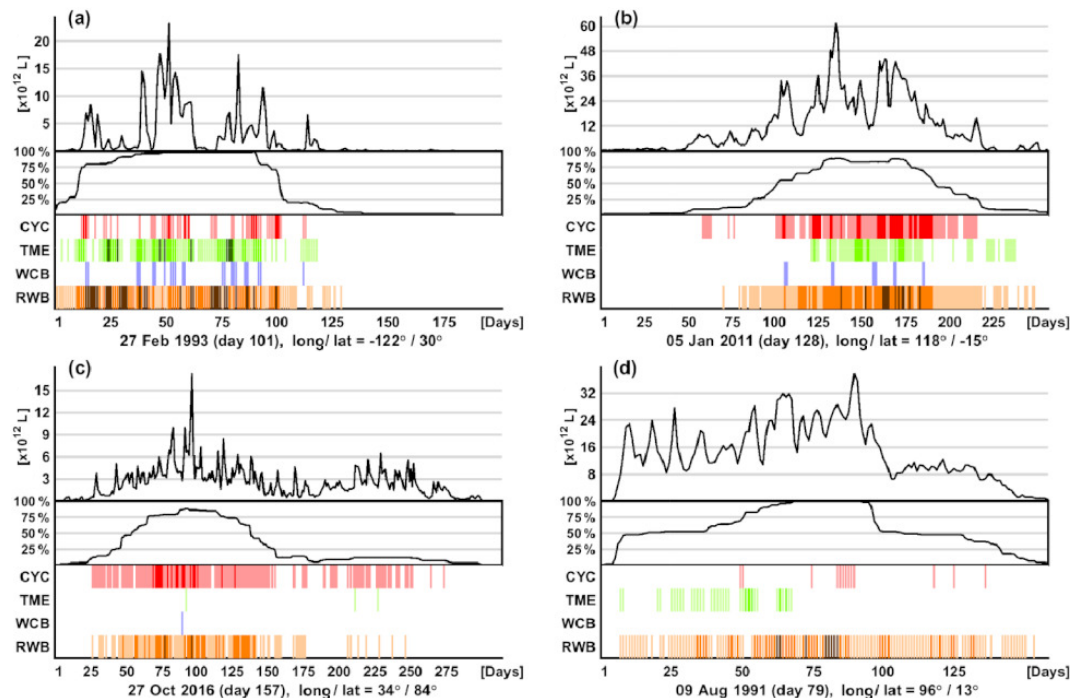 (a)
[x10¹² L]
20
15
10
5
100 %
75%
50%
25%
CYC
TME
WCB
RWB
1 25 50 75 100 125 150 175 [Days]
27 Feb 1993 (day 101), long/ lat = -122° / 30°
(b)
[x10¹² L]
60
48
36
24
12
100 %
75%
50%
25%
CYC
TME
WCB
RWB
1 25 50 75 100 125 150 175 200 225 [Days]
05 Jan 2011 (day 128), long/ lat = 118° / -15°
(c)
[x10¹² L]
15
12
9
6
3
100 %
75%
50%
25%
CYC
TME
WCB
RWB
1 25 50 75 100 125 150 175 200 225 250 275 [Days]
27 Oct 2016 (day 157), long/ lat = 34° / 84°
(d)
[x10¹² L]
32
24
16
8
100 %
75%
50%
25%
CYC
TME
WCB
RWB
1 25 50 75 100 125 [Days]
09 Aug 1991 (day 79), long/ lat = 96° / 13°